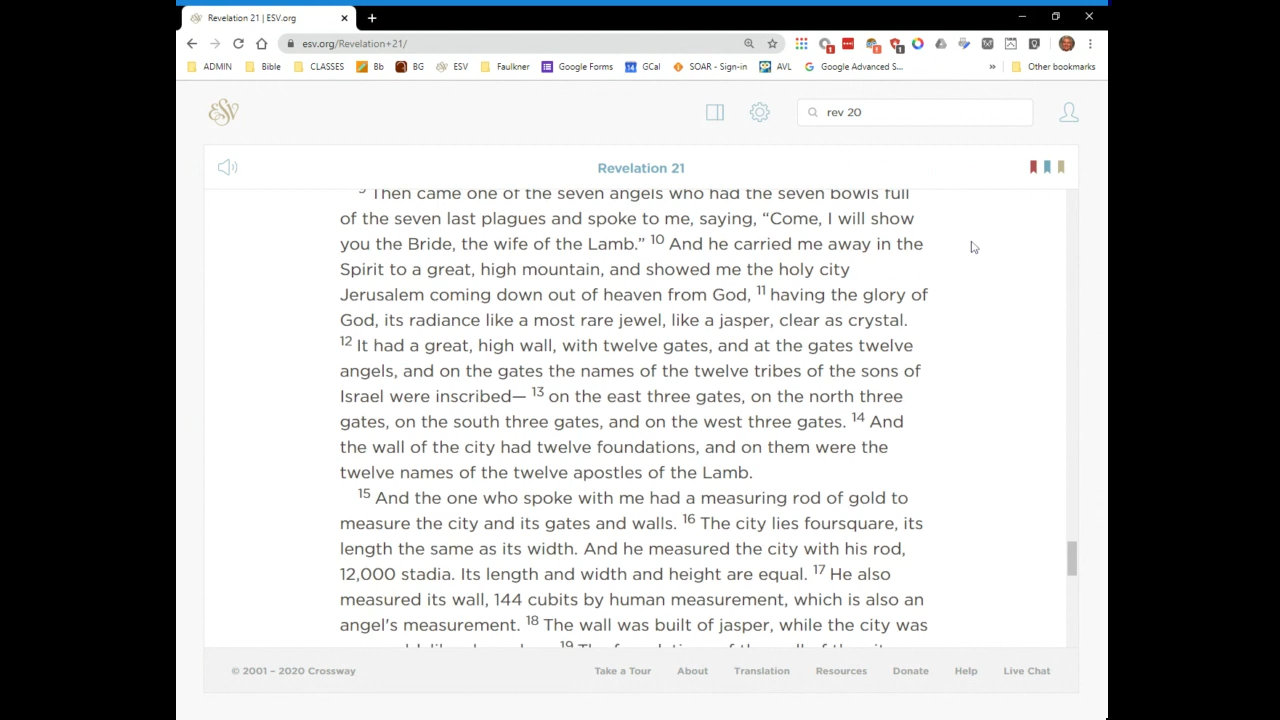 Revelation 21 | ESV.org
esv.org/Revelation+21/
ADMIN Bible CLASSES Bb BG ESV Faulkner Google Forms GCal SOAR - Sign-in AVL Google Advanced S... » Other bookmarks
ESV rev 20
Revelation 21
Then came one of the seven angels who had the seven bowls full
of the seven last plagues and spoke to me, saying, “Come, I will show
you the Bride, the wife of the Lamb.” 10 And he carried me away in the
Spirit to a great, high mountain, and showed me the holy city
Jerusalem coming down out of heaven from God, 11 having the glory of
God, its radiance like a most rare jewel, like a jasper, clear as crystal.
12 It had a great, high wall, with twelve gates, and at the gates twelve
angels, and on the gates the names of the twelve tribes of the sons of
Israel were inscribed— 13 on the east three gates, on the north three
gates, on the south three gates, and on the west three gates. 14 And
the wall of the city had twelve foundations, and on them were the
twelve names of the twelve apostles of the Lamb.
15 And the one who spoke with me had a measuring rod of gold to
measure the city and its gates and walls. 16 The city lies foursquare, its
length the same as its width. And he measured the city with his rod,
12,000 stadia. Its length and width and height are equal. 17 He also
measured its wall, 144 cubits by human measurement, which is also an
angel's measurement. 18 The wall was built of jasper, while the city was
19
© 2001 – 2020 Crossway Take a Tour About Translation Resources Donate Help Live Chat